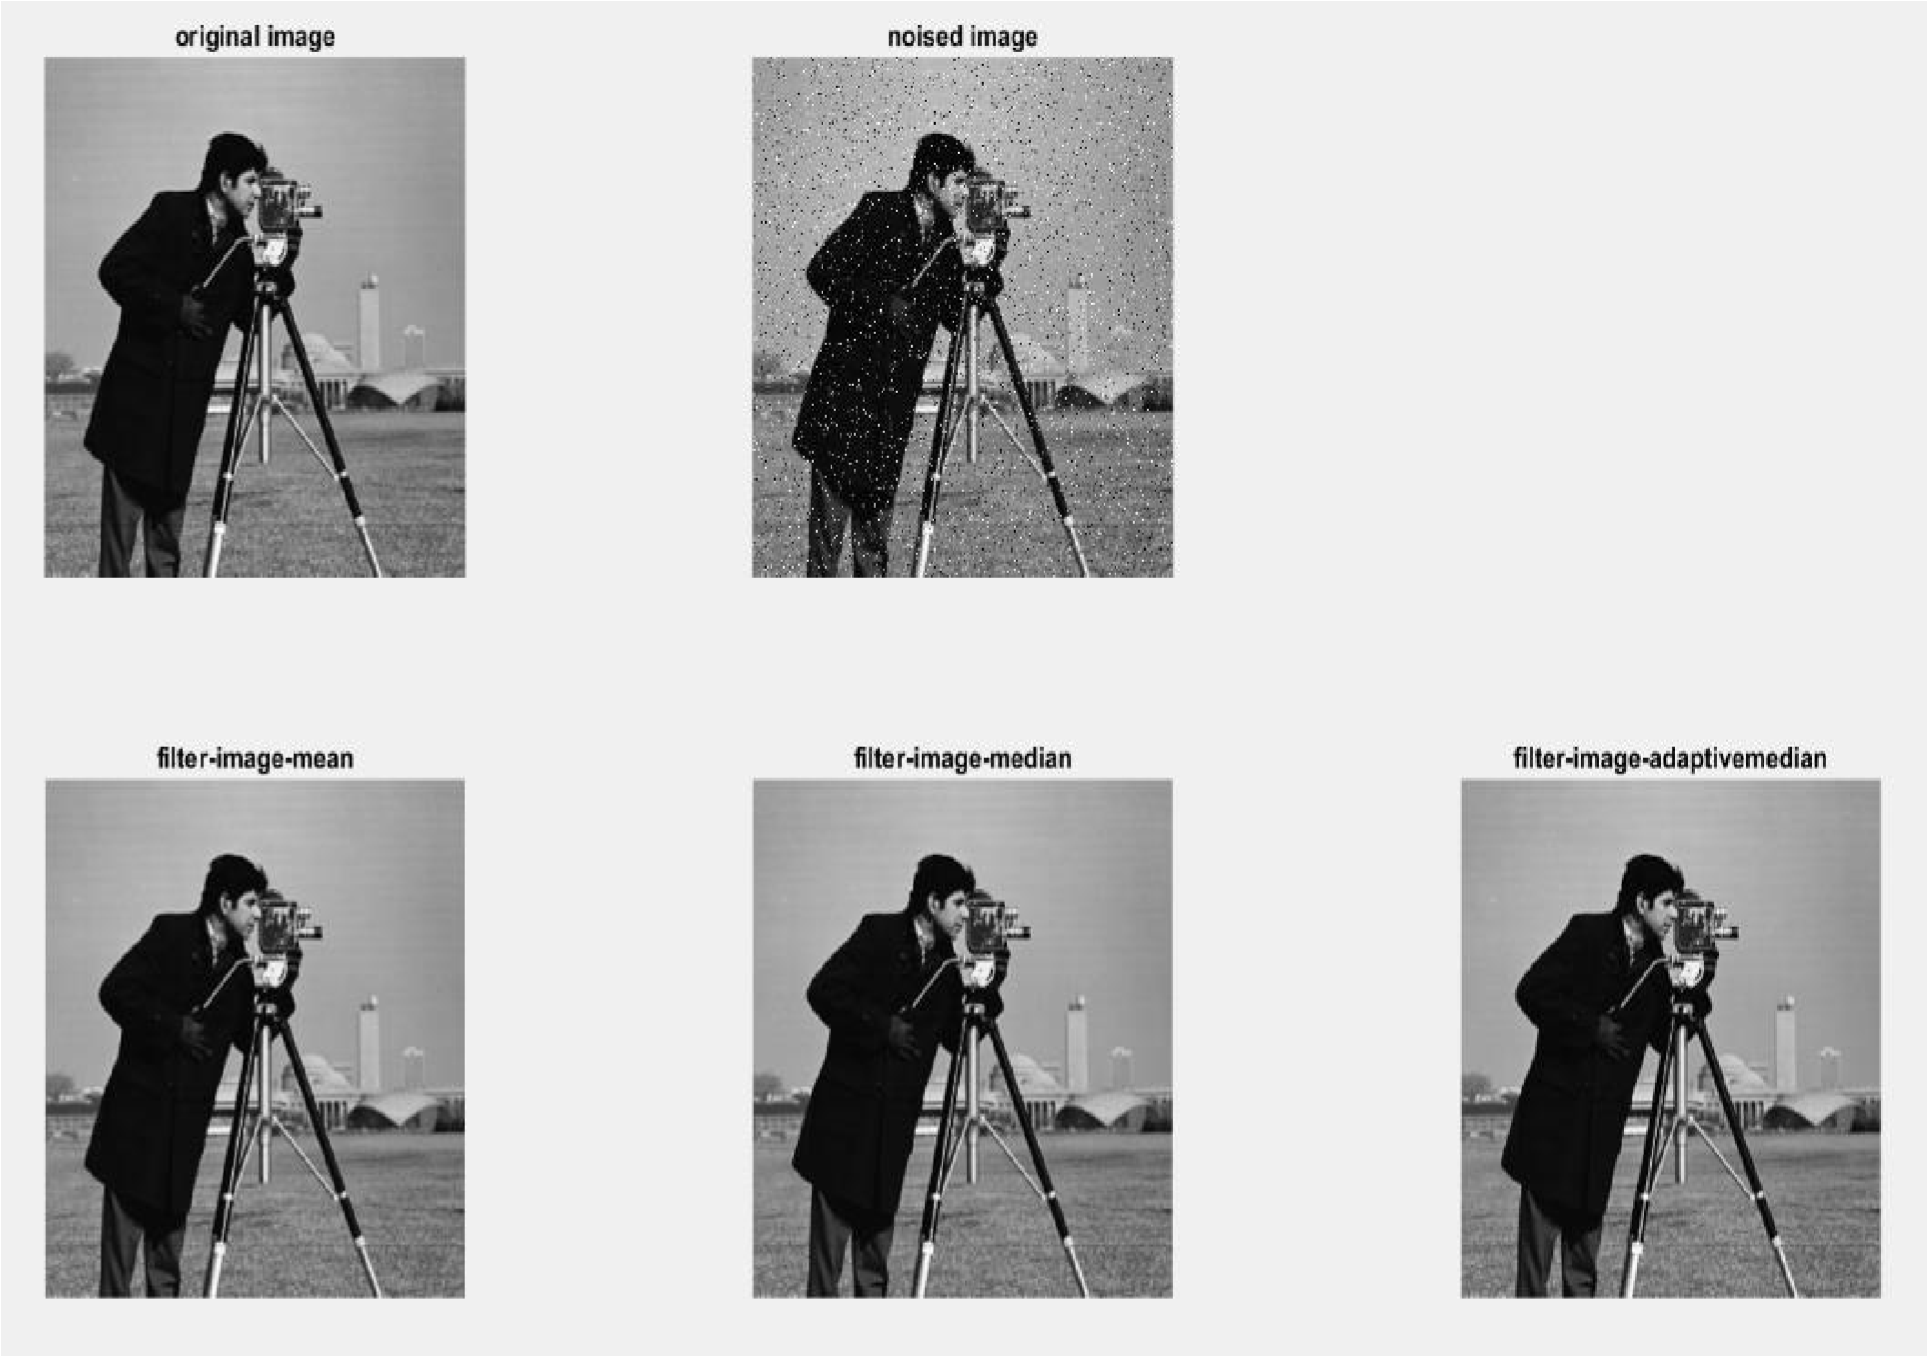 original image
noised image
filter-image-mean
filter-image-median
filter-image-adaptivemedian